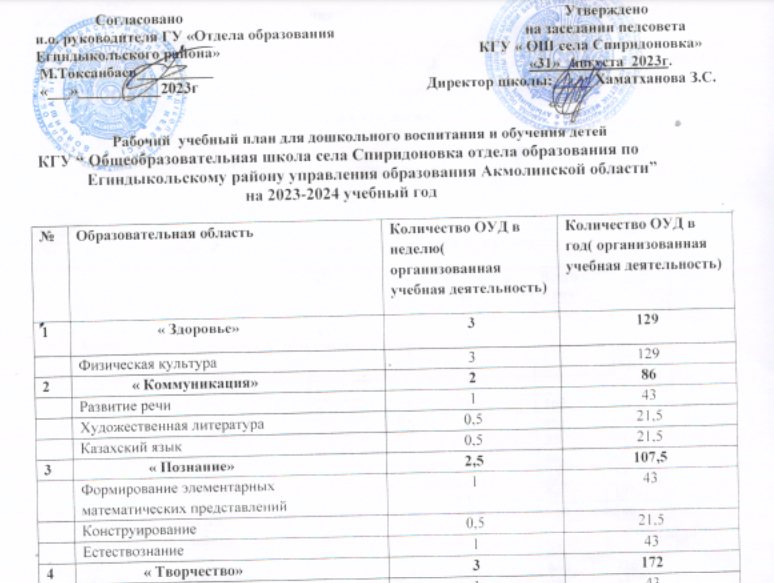 Согласовано
и.о. руководителя ГУ «Отдела образования
Егиндыкольского района»
М.Токсанбаев
«___» 2023г
Утверждено
на заседании педсовета
КГУ « ОШ села Спиридоновка»
«31» августа 2023г.
Директор школы: Хаматханова З.С.
Рабочий учебный план для дошкольного воспитания и обучения детей
КГУ “ Общеобразовательная школа села Спиридоновка отдела образования по
Егиндыкольскому району управления образования Акмолинской области”
на 2023-2024 учебный год
№ Образовательная область Количество ОУД в неделю( организованная учебная деятельность) Количество ОУД в год( организованная учебная деятельность)
1 « Здоровье» 3 129
Физическая культура 3 129
2 « Коммуникация» 2 86
Развитие речи 1 43
Художественная литература 0,5 21,5
Казахский язык 0,5 21,5
3 « Познание» 2,5 107,5
Формирование элементарных математических представлений 1 43
Конструирование 0,5 21,5
Естествознание 1 43
4 « Творчество» 3 172
43